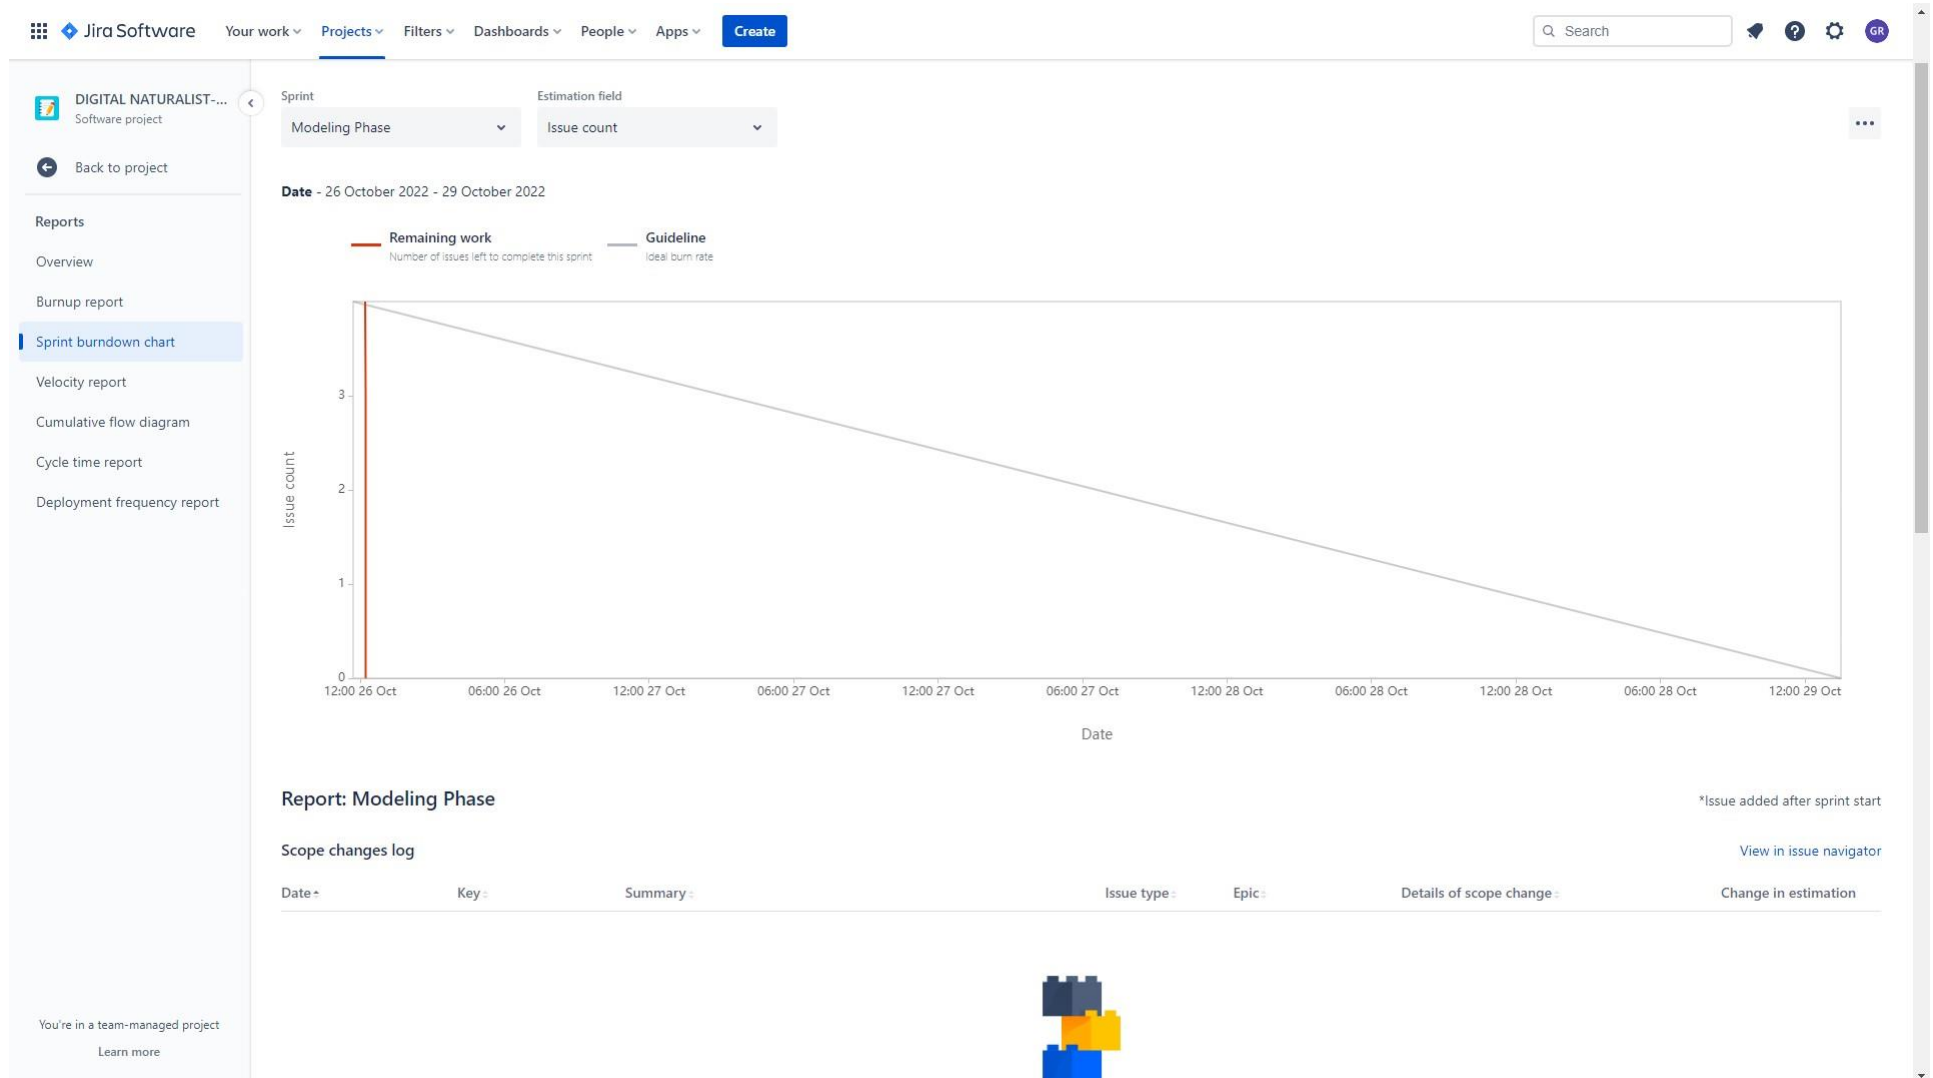 Jira Software Your work Projects Filters Dashboards People Apps Create Search GR
DIGITAL NATURALIST-...
Software project
Back to project
Reports
Overview
Burnup report
Sprint burndown chart
Velocity report
Cumulative flow diagram
Cycle time report
Deployment frequency report
You're in a team-managed project
Learn more
Sprint Estimation field
Modeling Phase Issue count
Date - 26 October 2022 - 29 October 2022
Remaining work Guideline
Number of issues left to complete this sprint Ideal burn rate
3
2
1
0
Issue count
12:00 26 Oct 06:00 26 Oct 12:00 27 Oct 06:00 27 Oct 12:00 27 Oct 06:00 27 Oct 12:00 28 Oct 06:00 28 Oct 12:00 28 Oct 06:00 28 Oct 12:00 29 Oct
Date
Report: Modeling Phase *Issue added after sprint start
Scope changes log View in issue navigator
Date Key Summary Issue type Epic Details of scope change Change in estimation